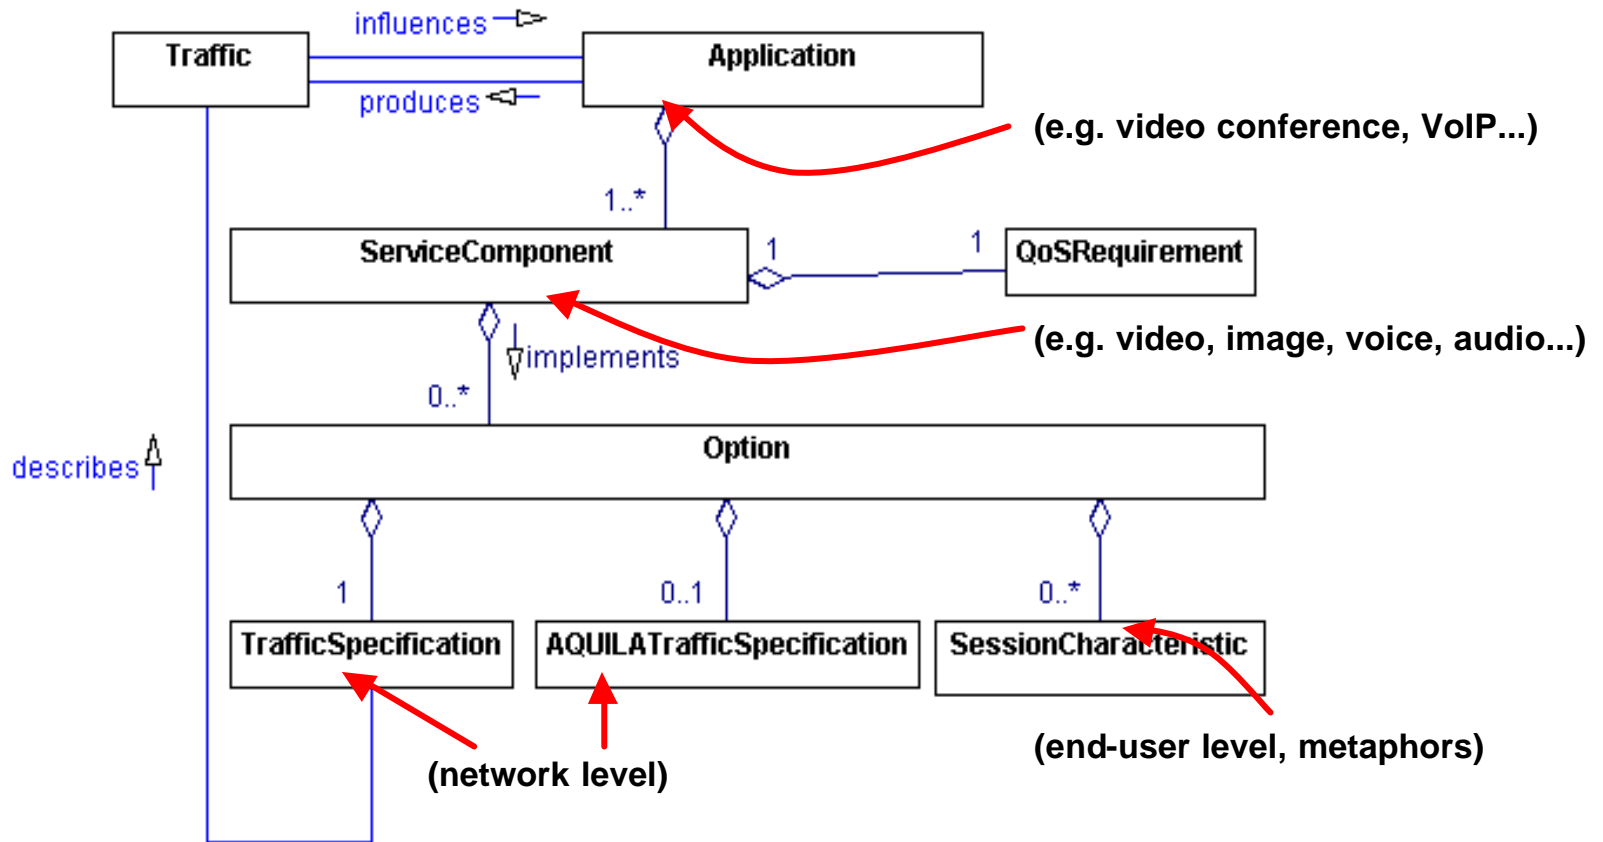 influences
Traffic
Application
produces
(e.g. video conference, VoIP...)
1..*
ServiceComponent
1
1
QoSRequirement
(e.g. video, image, voice, audio...)
implements
0..*
Option
describes
1
0..1
0..*
TrafficSpecification
AQUILATrafficSpecification
SessionCharacteristic
(end-user level, metaphors)
(network level)